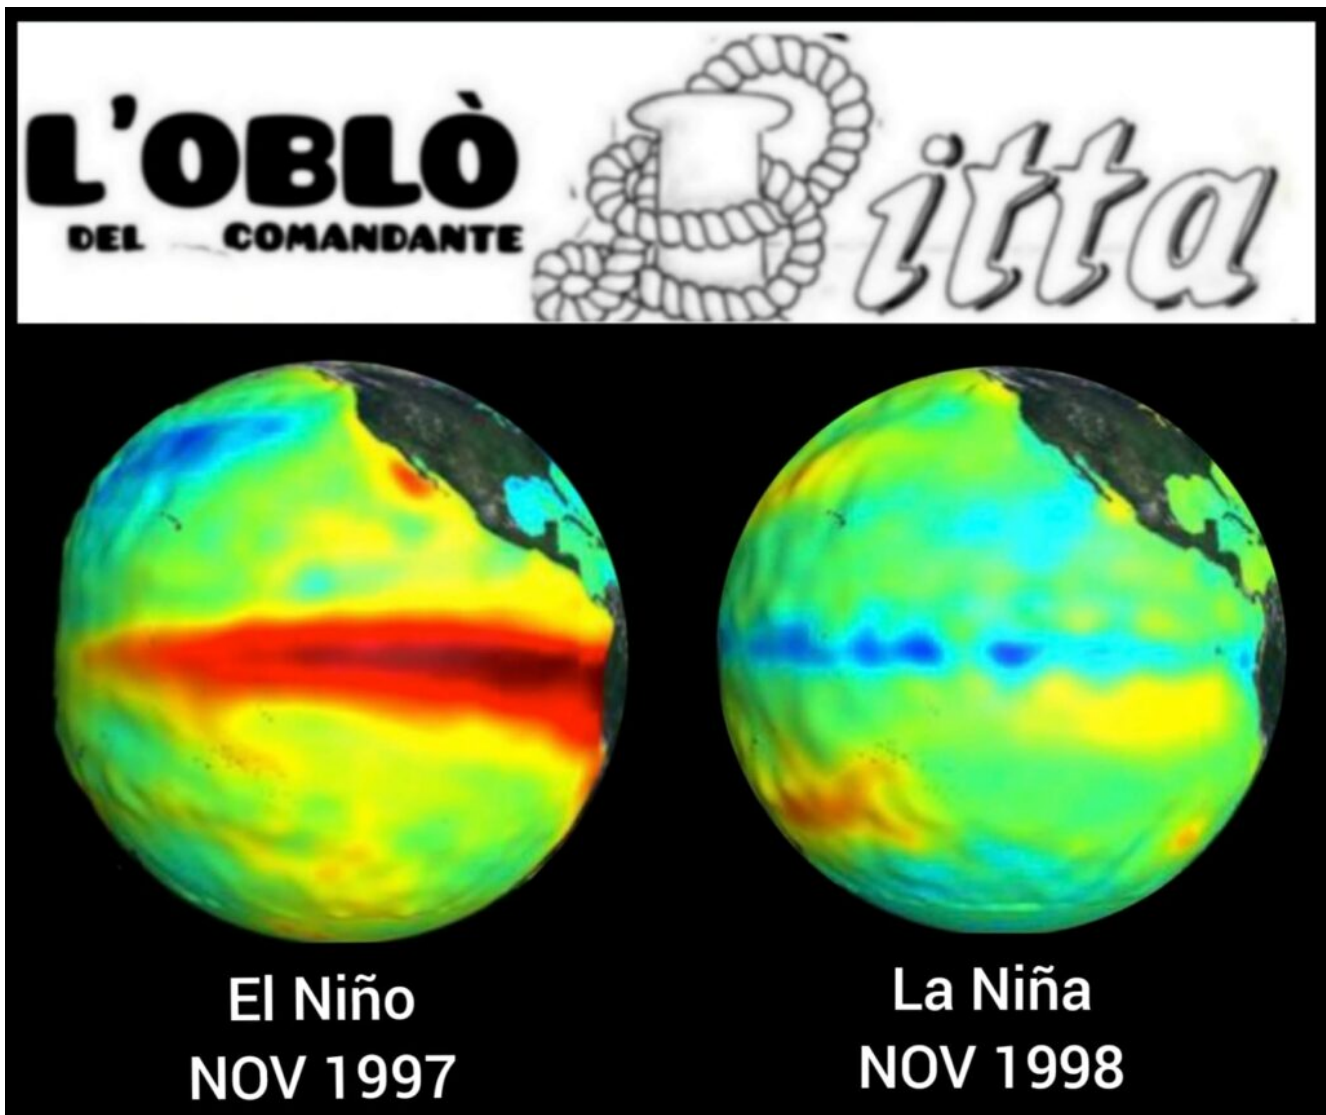 L'OBLÒ
DEL COMANDANTE
Bitta
El Niño
NOV 1997
La Niña
NOV 1998